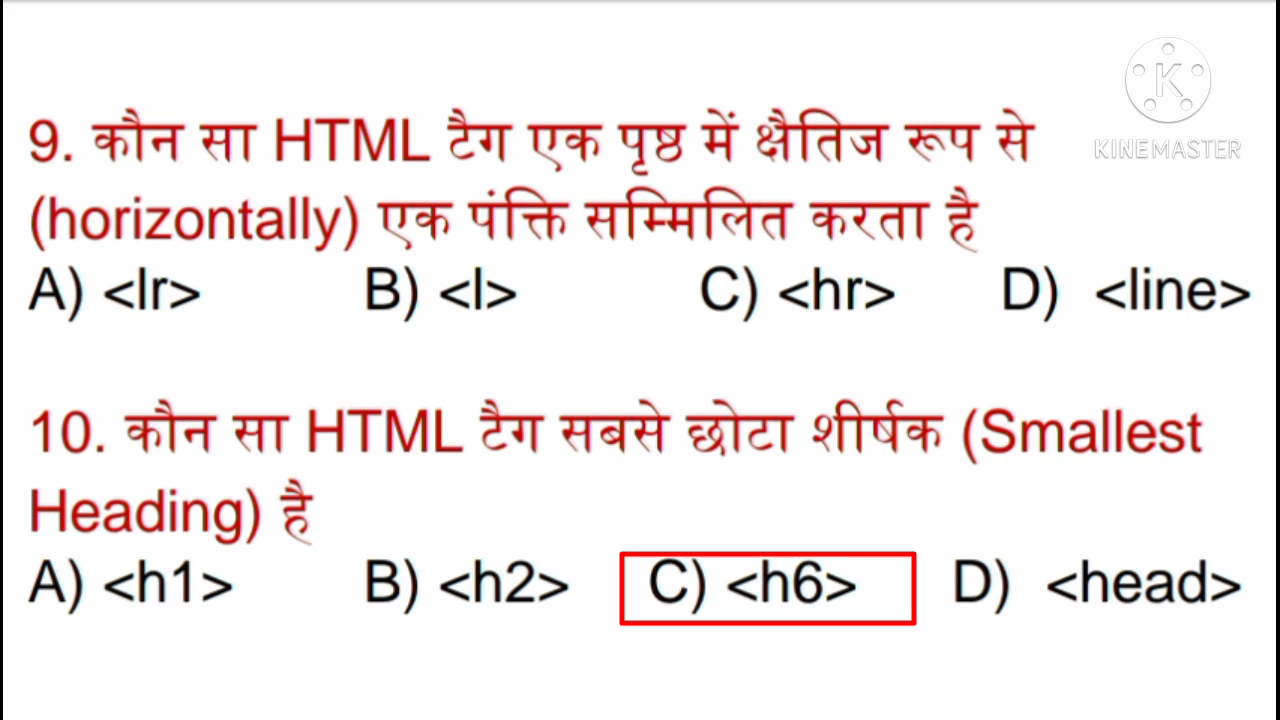 KINEMASTER
9. कौन सा HTML टैग एक पृष्ठ में क्षैतिज रूप से
(horizontally) एक पंक्ति सम्मिलित करता है
A) <lr> B) <l> C) <hr> D) <line>
10. कौन सा HTML टैग सबसे छोटा शीर्षक (Smallest
Heading) है
A) <h1> B) <h2> C) <h6> D) <head>